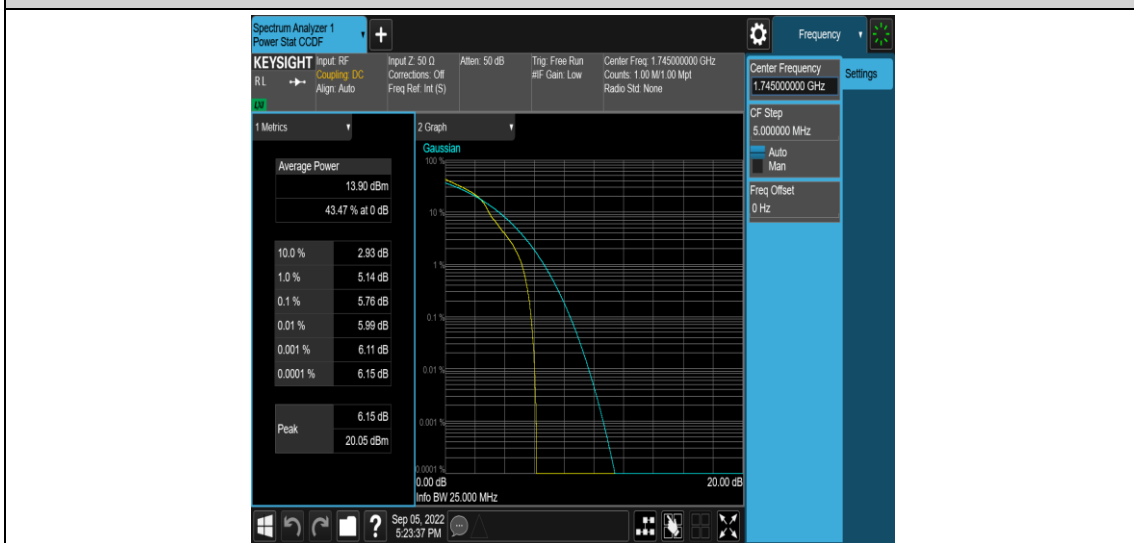 Spectrum Analyzer 1
Power Stat CCDF
+
Frequency
KEYSIGHT
RL
LXI
Input: RF
Coupling: DC
Align: Auto
Input Z: 50 Ω
Corrections: Off
Freq Ref: Int (S)
Atten: 50 dB
Trig: Free Run
#IF Gain: Low
Center Freq: 1.745000000 GHz
Counts: 1.00 M/1.00 Mpt
Radio Std: None
Center Frequency
1.745000000 GHz
Settings
CF Step
5.000000 MHz
Auto
Man
Freq Offset
0 Hz
1 Metrics
Average Power
13.90 dBm
43.47 % at 0 dB
10.0 % 2.93 dB
1.0 % 5.14 dB
0.1 % 5.76 dB
0.01 % 5.99 dB
0.001 % 6.11 dB
0.0001 % 6.15 dB
Peak
6.15 dB
20.05 dBm
2 Graph
Gaussian
100 %
10 %
1 %
0.1 %
0.01 %
0.001 %
0.0001 %
0.00 dB 20.00 dB
Info BW 25.000 MHz
?
Sep 05, 2022
5:23:37 PM